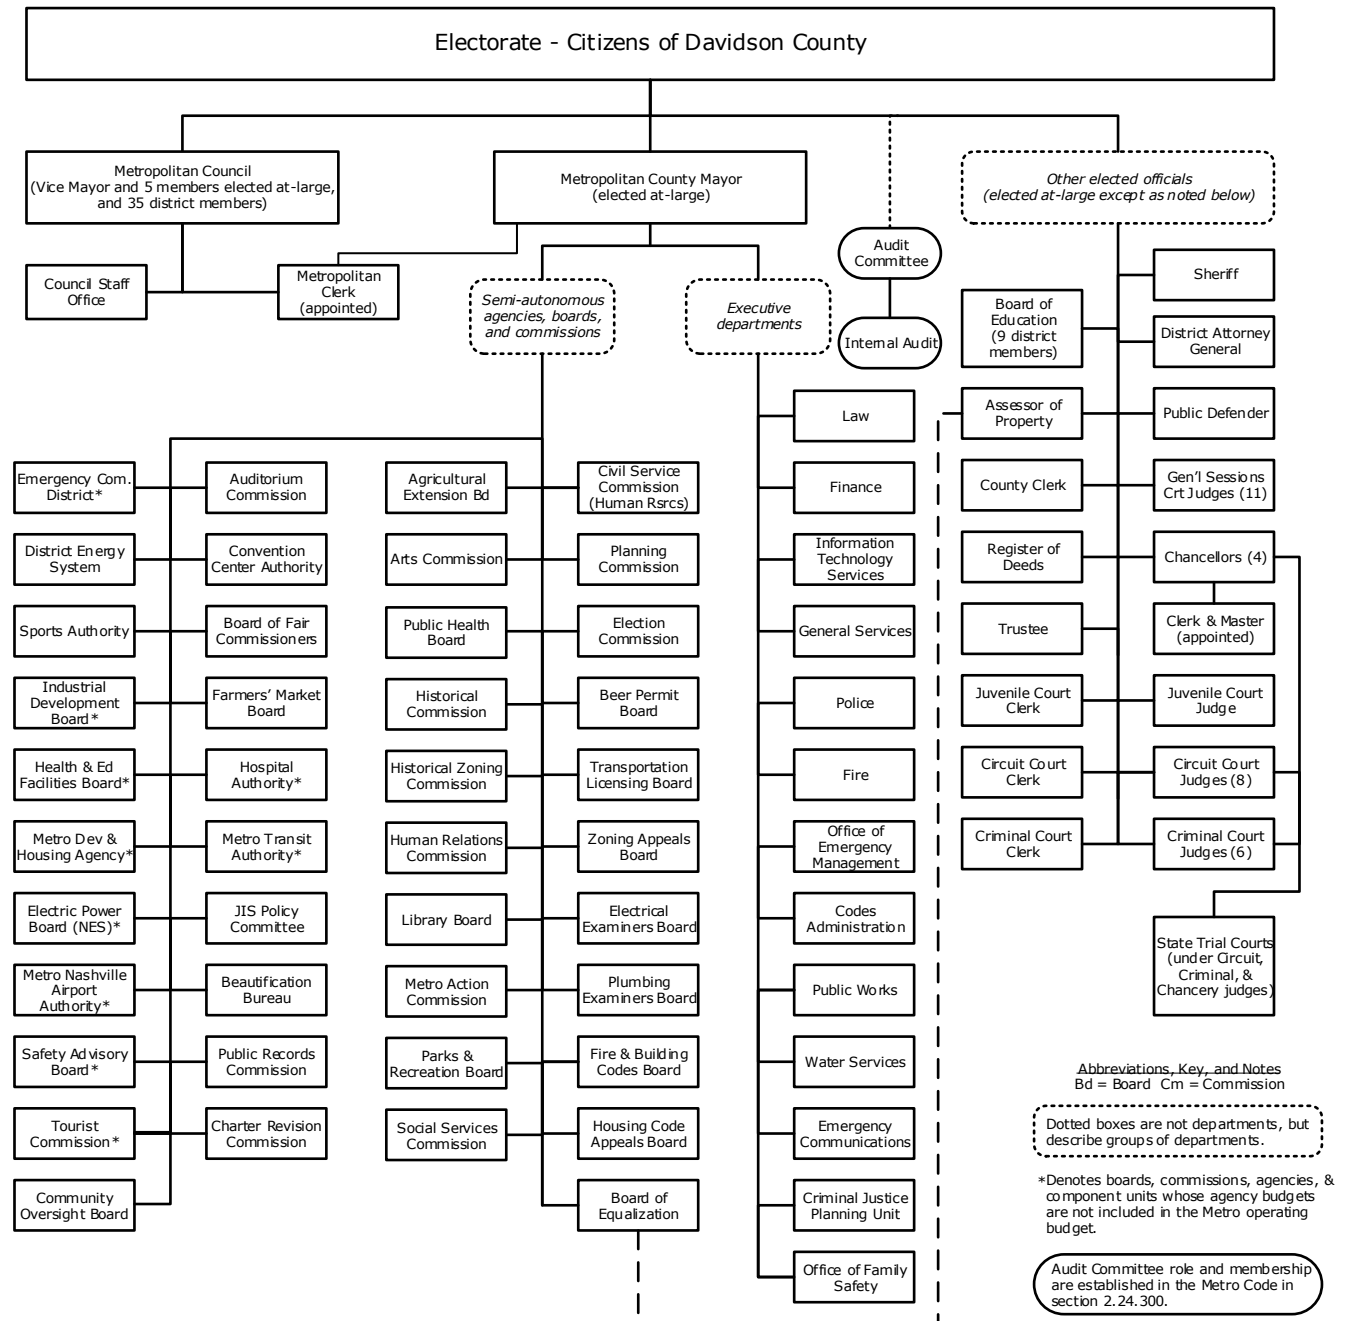 Electorate - Citizens of Davidson County
Metropolitan Council
(Vice Mayor and 5 members elected at-large,
and 35 district members)
Metropolitan County Mayor
(elected at-large)
Other elected officials
(elected at-large except as noted below)
Council Staff
Office
Metropolitan
Clerk
(appointed)
Semi-autonomous
agencies, boards,
and commissions
Executive
departments
Audit
Committee
Internal Audit
Sheriff
Board of
Education
(9 district
members)
District Attorney
General
Assessor of
Property
Public Defender
County Clerk
Gen'l Sessions
Crt Judges (11)
Register of
Deeds
Chancellors (4)
Trustee
Clerk & Master
(appointed)
Juvenile Court
Clerk
Juvenile Court
Judge
Circuit Court
Clerk
Circuit Court
Judges (8)
Criminal Court
Clerk
Criminal Court
Judges (6)
State Trial Courts
(under Circuit,
Criminal, &
Chancery judges)
Emergency Com.
District*
Auditorium
Commission
District Energy
System
Convention
Center Authority
Sports Authority
Board of Fair
Commissioners
Industrial
Development
Board*
Farmers’ Market
Board
Health & Ed
Facilities Board*
Hospital
Authority*
Metro Dev &
Housing Agency*
Metro Transit
Authority*
Electric Power
Board (NES)*
JIS Policy
Committee
Metro Nashville
Airport
Authority*
Beautification
Bureau
Safety Advisory
Board*
Public Records
Commission
Tourist
Commission*
Charter Revision
Commission
Community
Oversight Board
Agricultural
Extension Bd
Civil Service
Commission
(Human Rsrcs)
Arts Commission
Planning
Commission
Public Health
Board
Election
Commission
Historical
Commission
Beer Permit
Board
Historical Zoning
Commission
Transportation
Licensing Board
Human Relations
Commission
Zoning Appeals
Board
Library Board
Electrical
Examiners Board
Metro Action
Commission
Plumbing
Examiners Board
Parks &
Recreation Board
Fire & Building
Codes Board
Social Services
Commission
Housing Code
Appeals Board
Board of
Equalization
Law
Finance
Information
Technology
Services
General Services
Police
Fire
Office of
Emergency
Management
Codes
Administration
Public Works
Water Services
Emergency
Communications
Criminal Justice
Planning Unit
Office of Family
Safety
Abbreviations, Key, and Notes
Bd = Board Cm = Commission
Dotted boxes are not departments, but
describe groups of departments.
*Denotes boards, commissions, agencies, &
component units whose agency budgets
are not included in the Metro operating
budget.
Audit Committee role and membership
are established in the Metro Code in
section 2.24.300.